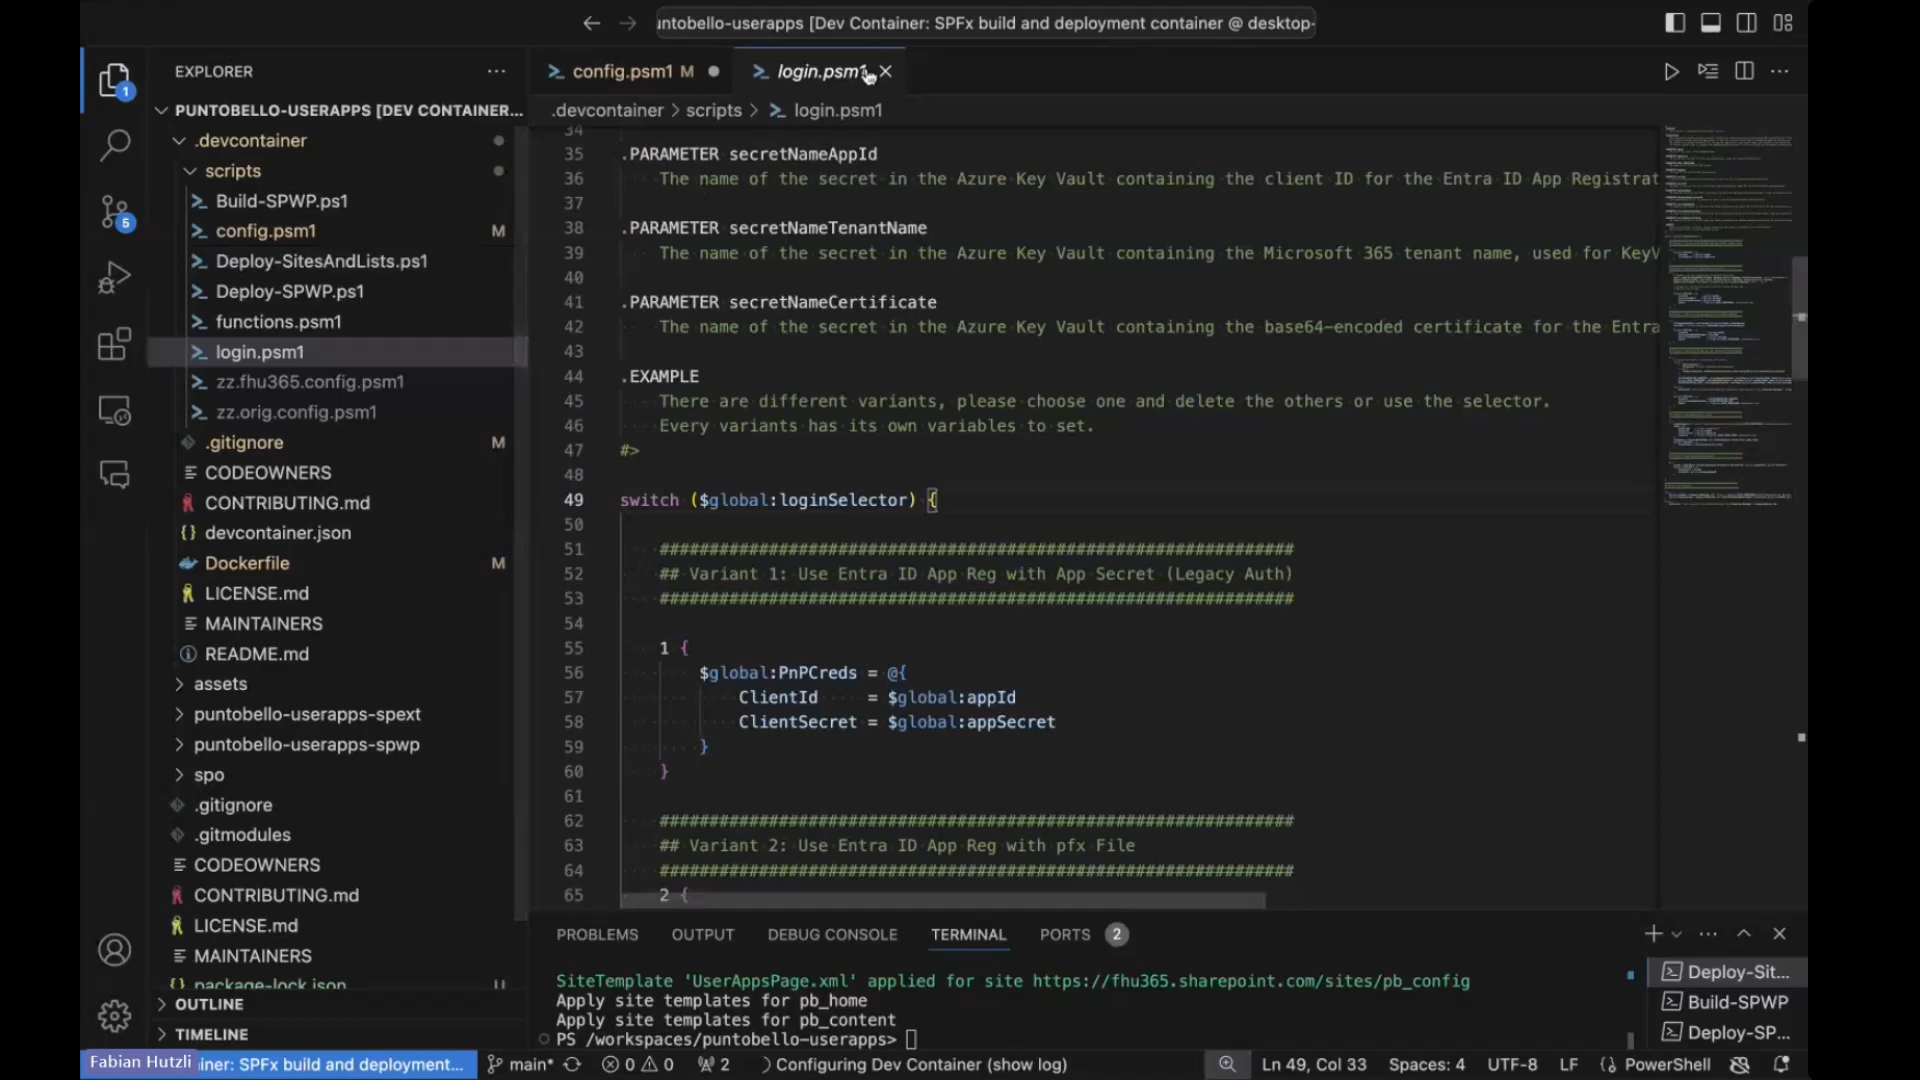 untobello-userapps [Dev Container: SPFx build and deployment container @ desktop-
EXPLORER
PUNTOBELLO-USERAPPS [DEV CONTAINER...
.devcontainer
scripts
Build-SPWP.ps1
config.psm1 M
Deploy-SitesAndLists.ps1
Deploy-SPWP.ps1
functions.psm1
login.psm1
zz.fhu365.config.psm1
zz.orig.config.psm1
.gitignore M
CODEOWNERS
CONTRIBUTING.md
devcontainer.json
Dockerfile M
LICENSE.md
MAINTAINERS
README.md
assets
puntobello-userapps-spext
puntobello-userapps-spwp
spo
.gitignore
.gitmodules
CODEOWNERS
CONTRIBUTING.md
LICENSE.md
MAINTAINERS
package-lock.json U
OUTLINE
TIMELINE
1
5
config.psm1 M
login.psm1
.devcontainer > scripts > login.psm1
34
35 .PARAMETER secretNameAppId
36 The name of the secret in the Azure Key Vault containing the client ID for the Entra ID App Registrat
37
38 .PARAMETER secretNameTenantName
39 The name of the secret in the Azure Key Vault containing the Microsoft 365 tenant name, used for KeyV
40
41 .PARAMETER secretNameCertificate
42 The name of the secret in the Azure Key Vault containing the base64-encoded certificate for the Entra
43
44 .EXAMPLE
45 There are different variants, please choose one and delete the others or use the selector.
46 Every variants has its own variables to set.
47 #>
48
49 switch ($global:loginSelector) {
50
51 ################################################################
52 ## Variant 1: Use Entra ID App Reg with App Secret (Legacy Auth)
53 ################################################################
54
55 1 {
56 $global:PnPCreds = @{
57 ClientId = $global:appId
58 ClientSecret = $global:appSecret
59 }
60 }
61
62 ################################################################
63 ## Variant 2: Use Entra ID App Reg with pfx File
64 ################################################################
65 2 {
PROBLEMS OUTPUT DEBUG CONSOLE TERMINAL PORTS 2
SiteTemplate 'UserAppsPage.xml' applied for site https://fhu365.sharepoint.com/sites/pb_config
Apply site templates for pb_home
Apply site templates for pb_content
PS /workspaces/puntobello-userapps>
Deploy-Sit...
Build-SPWP
Deploy-SP...
Fabian Hutzli
iner: SPFx build and deployment... main* 0 0 2 Configuring Dev Container (show log) Ln 49, Col 33 Spaces: 4 UTF-8 LF PowerShell